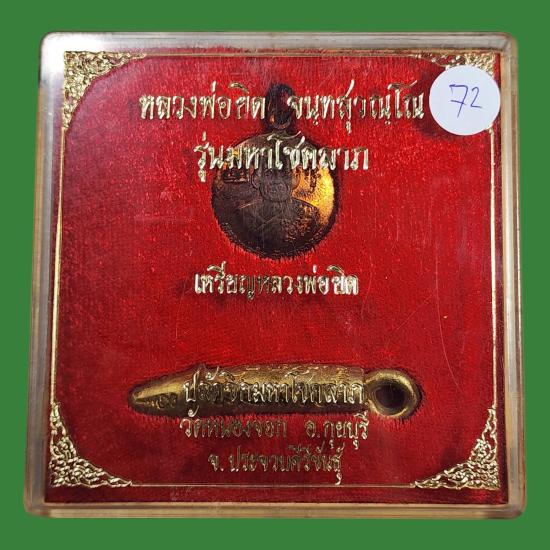 72
หลวงพ่อยิด จนฺทสุวณฺโณ
รุ่นมหาโชคลาภ
เหรียญหลวงพ่อยิด
ปลัดขิกมหาโชคลาภ
วัดหนองจอก อ.กุยบุรี
จ.ประจวบคีรีขันธ์